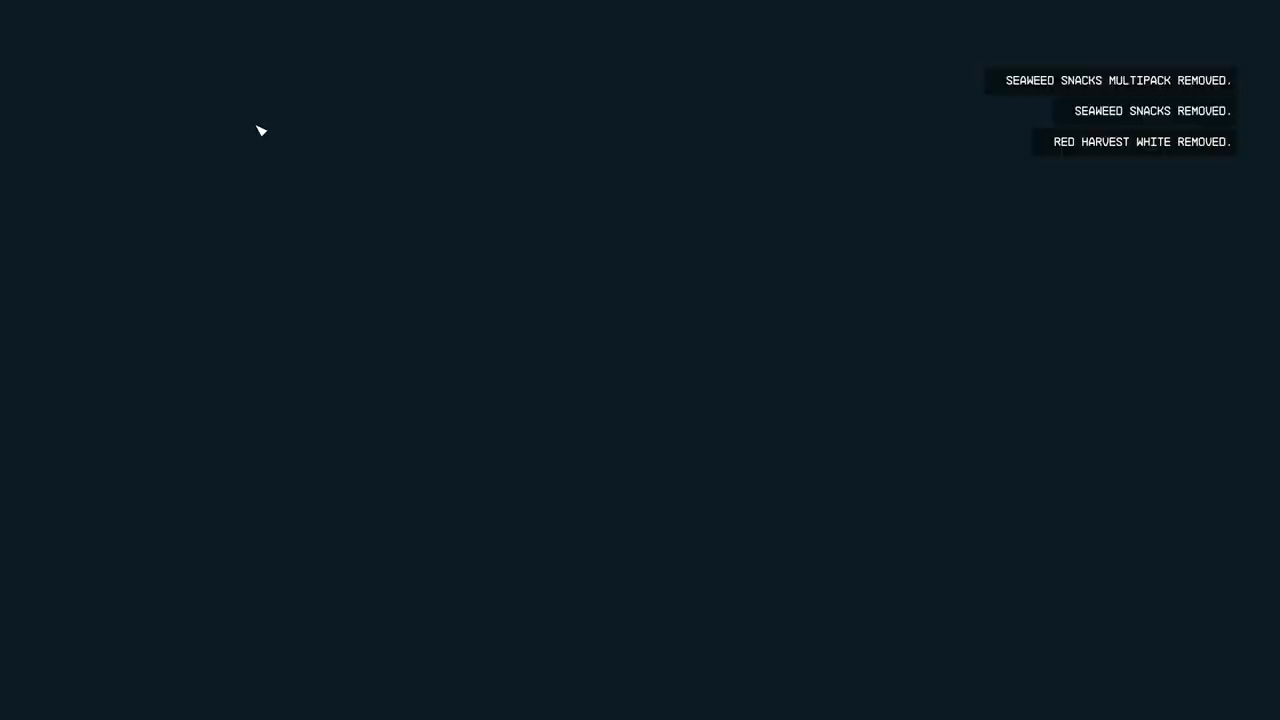 SEAWEED SNACKS MULTIPACK REMOVED.
SEAWEED SNACKS REMOVED.
RED HARVEST WHITE REMOVED.